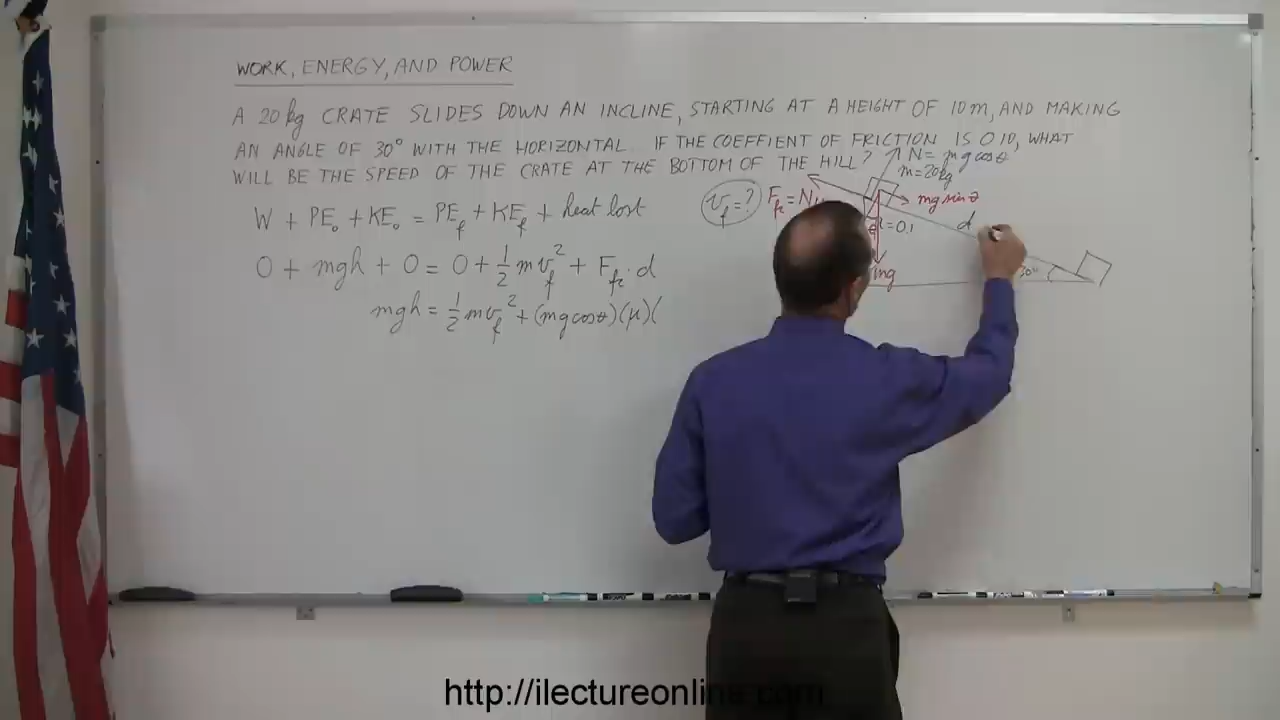 WORK, ENERGY, AND POWER
A 20 kg CRATE SLIDES DOWN AN INCLINE, STARTING AT A HEIGHT OF 10 m, AND MAKING
AN ANGLE OF 30° WITH THE HORIZONTAL. IF THE COEFFIENT OF FRICTION IS 0.10, WHAT
WILL BE THE SPEED OF THE CRATE AT THE BOTTOM OF THE HILL?
N = mg cosθ
m = 20 kg
W + PE₀ + KE₀ = PE_f + KE_f + heat lost
v_f = ?
mg sinθ
= 0.1
d
0 + mgh + 0 = 0 + 1/2 m v_f² + F_fr · d
mg
30°
mgh = 1/2 m v_f² + (mg cosθ)(μ)(
http://ilectureonline.com